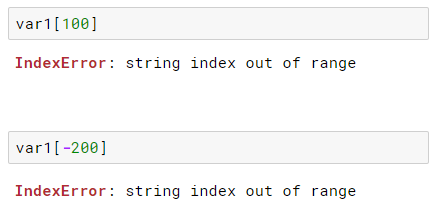 var1[100]
IndexError: string index out of range
var1[-200]
IndexError: string index out of range